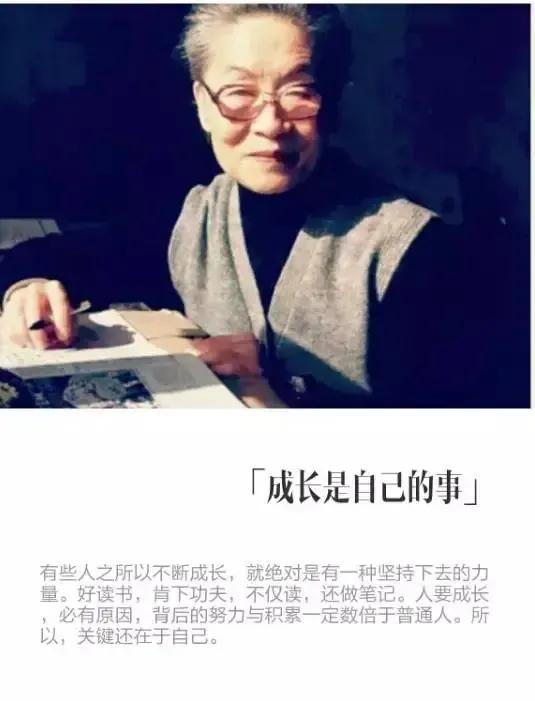 「成长是自己的事」
有些人之所以不断成长，就绝对是有一种坚持下去的力
量。好读书，肯下功夫，不仅读，还做笔记。人要成长
，必有原因，背后的努力与积累一定数倍于普通人。所
以，关键还在于自己。